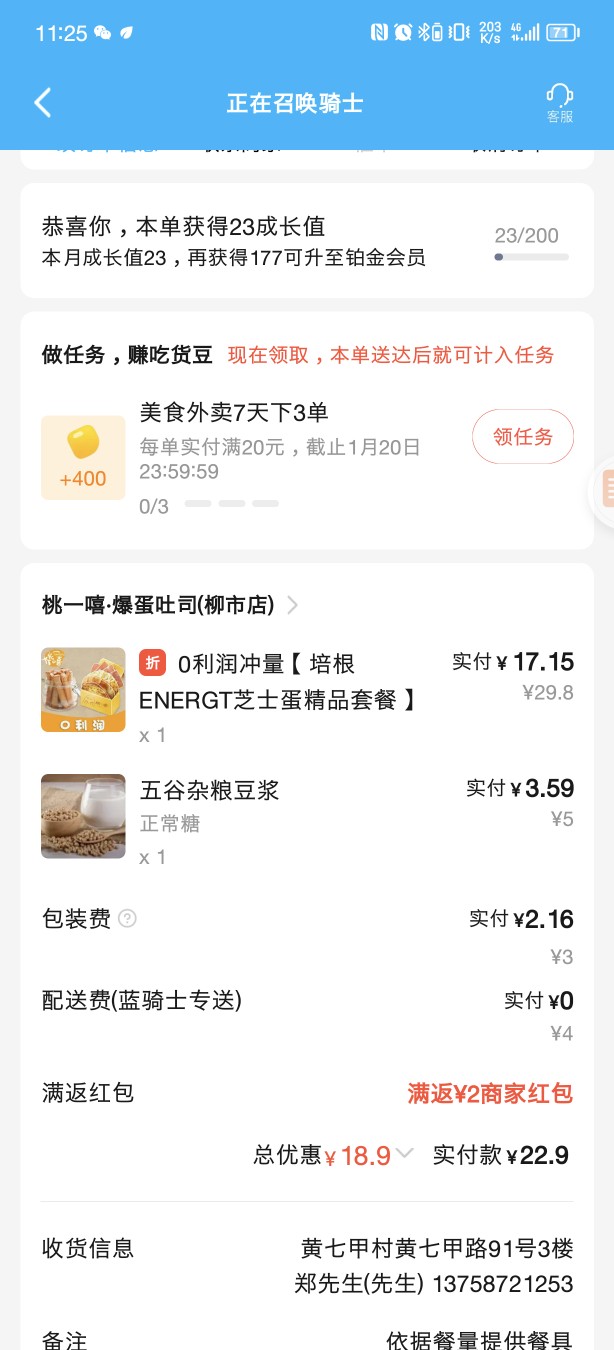 11:25
203
K/s
4G
71
正在召唤骑士
客服
恭喜你，本单获得23成长值
本月成长值23，再获得177可升至铂金会员
23/200
做任务，赚吃货豆 现在领取，本单送达后就可计入任务
美食外卖7天下3单
每单实付满20元，截止1月20日
23:59:59
+400
0/3
领任务
桃一嘻·爆蛋吐司(柳市店)
折 0利润冲量【 培根
ENERGT芝士蛋精品套餐 】
x 1
实付 ¥ 17.15
¥29.8
0利润
五谷杂粮豆浆
正常糖
x 1
实付 ¥ 3.59
¥5
包装费 ?
实付 ¥2.16
¥3
配送费(蓝骑士专送)
实付 ¥0
¥4
满返红包
满返¥2商家红包
总优惠¥ 18.9 实付款 ¥22.9
收货信息
黄七甲村黄七甲路91号3楼
郑先生(先生) 13758721253
备注
依据餐量提供餐具